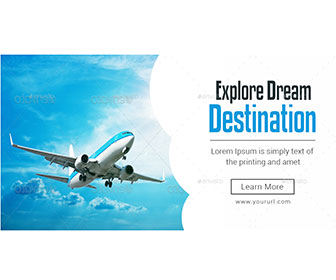 Explore Dream
Destination
Lorem Ipsum is simply text of
the printing and amet
Learn More
www.yoururl.com